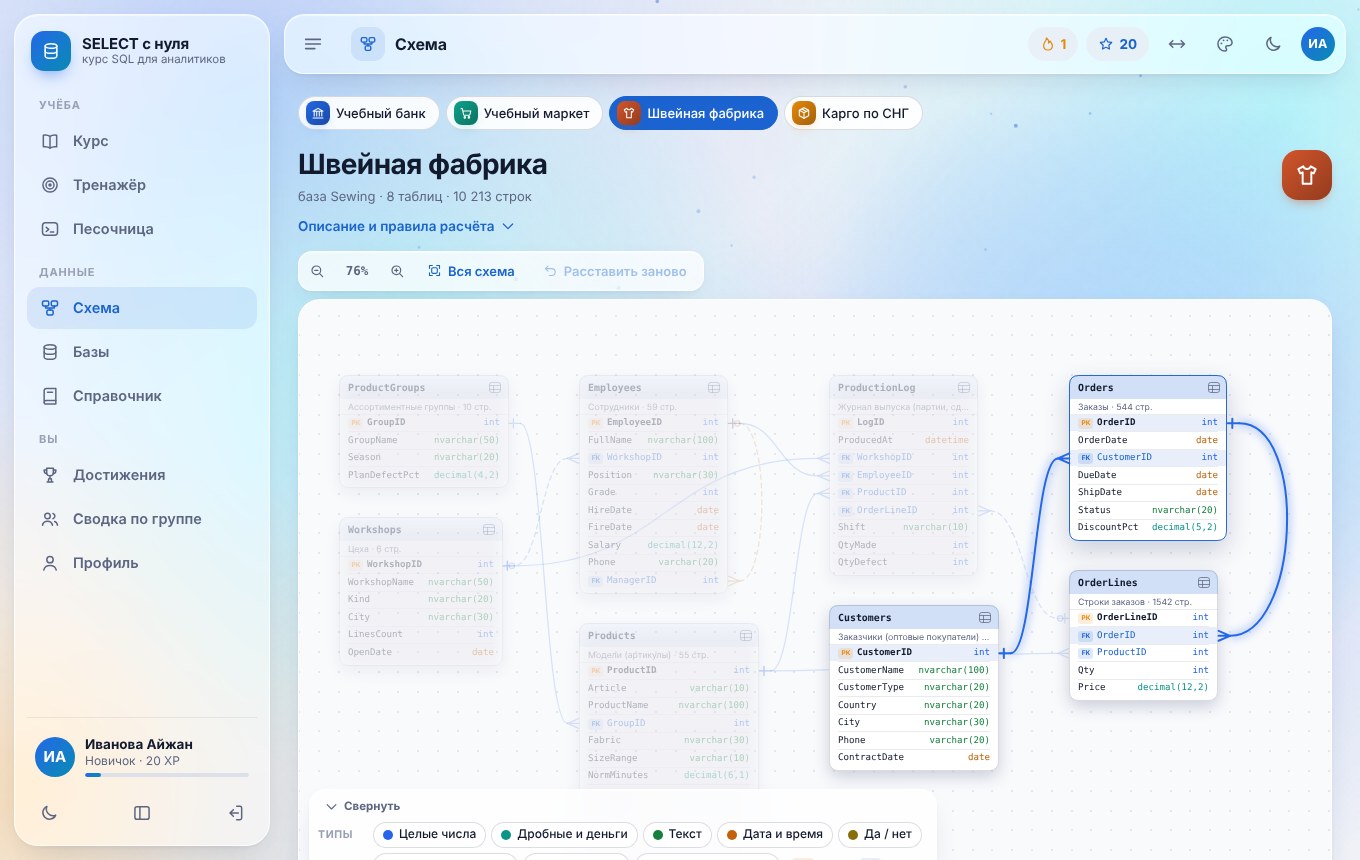 SELECT с нуля
курс SQL для аналитиков
УЧЁБА
Курс
Тренажёр
Песочница
ДАННЫЕ
Схема
Базы
Справочник
ВЫ
Достижения
Сводка по группе
Профиль
ИА
Иванова Айжан
Новичок · 20 XP
Схема
1
20
ИА
Учебный банк
Учебный маркет
Швейная фабрика
Карго по СНГ
Швейная фабрика
база Sewing · 8 таблиц · 10 213 строк
Описание и правила расчёта
76%
Вся схема
Расставить заново
ProductGroups
Ассортиментные группы · 10 стр.
PK GroupID int
GroupName nvarchar(50)
Season nvarchar(20)
PlanDefectPct decimal(4,2)
Workshops
Цеха · 6 стр.
PK WorkshopID int
WorkshopName nvarchar(50)
Kind nvarchar(20)
City nvarchar(30)
LinesCount int
OpenDate date
Employees
Сотрудники · 59 стр.
PK EmployeeID int
FullName nvarchar(100)
FK WorkshopID int
Position nvarchar(30)
Grade int
HireDate date
FireDate date
Salary decimal(12,2)
Phone varchar(20)
FK ManagerID int
Products
Модели (артикулы) · 55 стр.
PK ProductID int
Article varchar(10)
ProductName nvarchar(100)
FK GroupID int
Fabric nvarchar(30)
SizeRange varchar(10)
NormMinutes decimal(6,1)
ProductionLog
Журнал выпуска (партии, сд…
PK LogID int
ProducedAt datetime
FK WorkshopID int
FK EmployeeID int
FK ProductID int
FK OrderLineID int
Shift nvarchar(10)
QtyMade int
QtyDefect int
Customers
Заказчики (оптовые покупатели) …
PK CustomerID int
CustomerName nvarchar(100)
CustomerType nvarchar(20)
Country nvarchar(20)
City nvarchar(30)
Phone varchar(20)
ContractDate date
Orders
Заказы · 544 стр.
PK OrderID int
OrderDate date
FK CustomerID int
DueDate date
ShipDate date
Status nvarchar(20)
DiscountPct decimal(5,2)
OrderLines
Строки заказов · 1542 стр.
PK OrderLineID int
FK OrderID int
FK ProductID int
Qty int
Price decimal(12,2)
Свернуть
ТИПЫ
Целые числа
Дробные и деньги
Текст
Дата и время
Да / нет